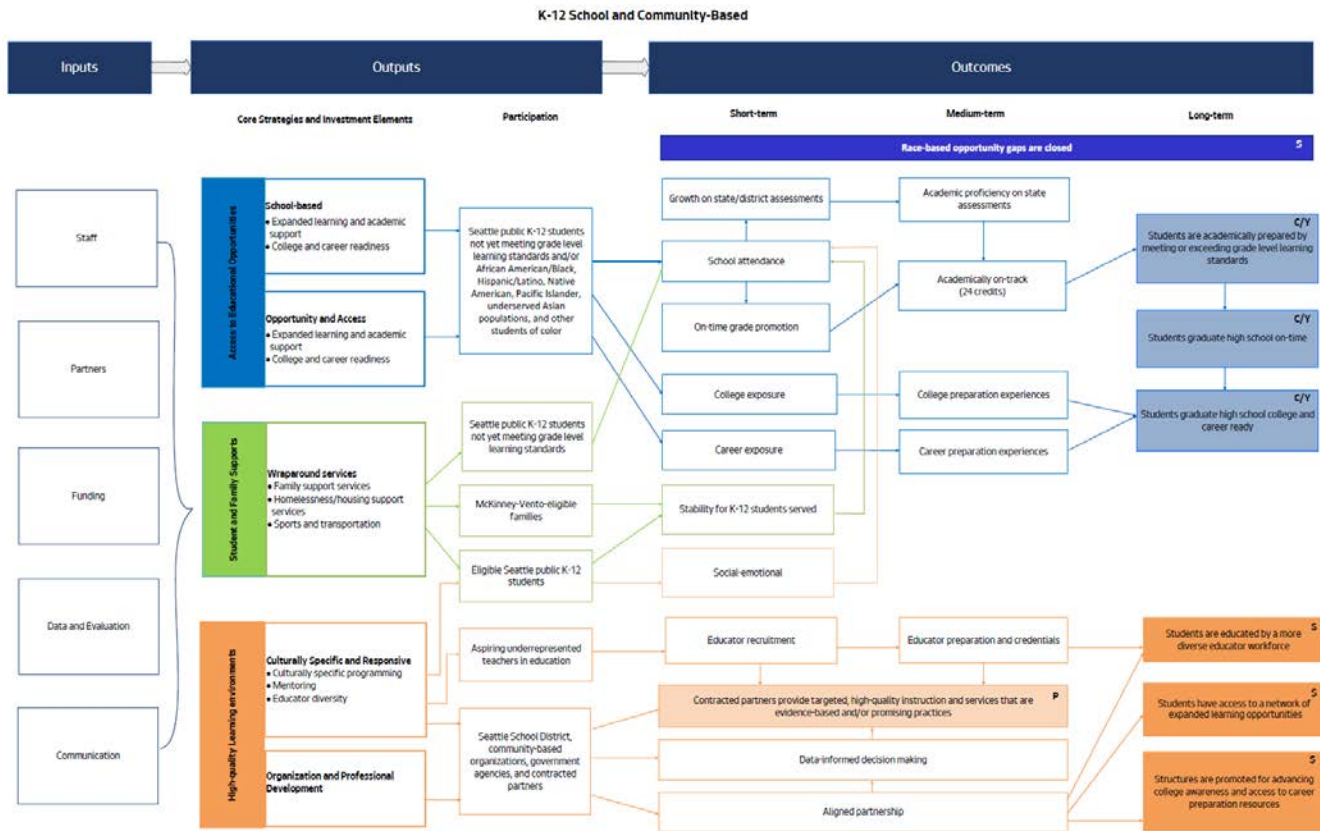 K-12 School and Community-Based
Inputs
Outputs
Outcomes
Core Strategies and Investment Elements
Participation
Short-term
Medium-term
Long-term
Race-based opportunity gaps are closed
S
Staff
Partners
Funding
Data and Evaluation
Communication
Access to Educational Opportunities
School-based
• Expanded learning and academic
support
• College and career readiness
Opportunity and Access
• Expanded learning and academic
support
• College and career readiness
Seattle public K-12 students
not yet meeting grade level
learning standards and/or
African American/Black,
Hispanic/Latino, Native
American, Pacific Islander,
underserved Asian
populations, and other
students of color
Growth on state/district assessments
School attendance
On-time grade promotion
College exposure
Career exposure
Academic proficiency on state
assessments
Academically on-track
(24 credits)
College preparation experiences
Career preparation experiences
C/Y
Students are academically prepared by
meeting or exceeding grade level learning
standards
C/Y
Students graduate high school on-time
C/Y
Students graduate high school college and
career ready
Student and Family Supports
Wraparound services
• Family support services
• Homelessness/housing support
services
• Sports and transportation
Seattle public K-12 students
not yet meeting grade level
learning standards
McKinney-Vento-eligible
families
Eligible Seattle public K-12
students
Stability for K-12 students served
Social-emotional
High-quality Learning environments
Culturally Specific and Responsive
• Culturally specific programming
• Mentoring
• Educator diversity
Organization and Professional
Development
Aspiring underrepresented
teachers in education
Seattle School District,
community-based
organizations, government
agencies, and contracted
partners
Educator recruitment
Educator preparation and credentials
Contracted partners provide targeted, high-quality instruction and services that are
evidence-based and/or promising practices
P
Data-informed decision making
Aligned partnership
S
Students are educated by a more
diverse educator workforce
S
Students have access to a network of
expanded learning opportunities
S
Structures are promoted for advancing
college awareness and access to career
preparation resources